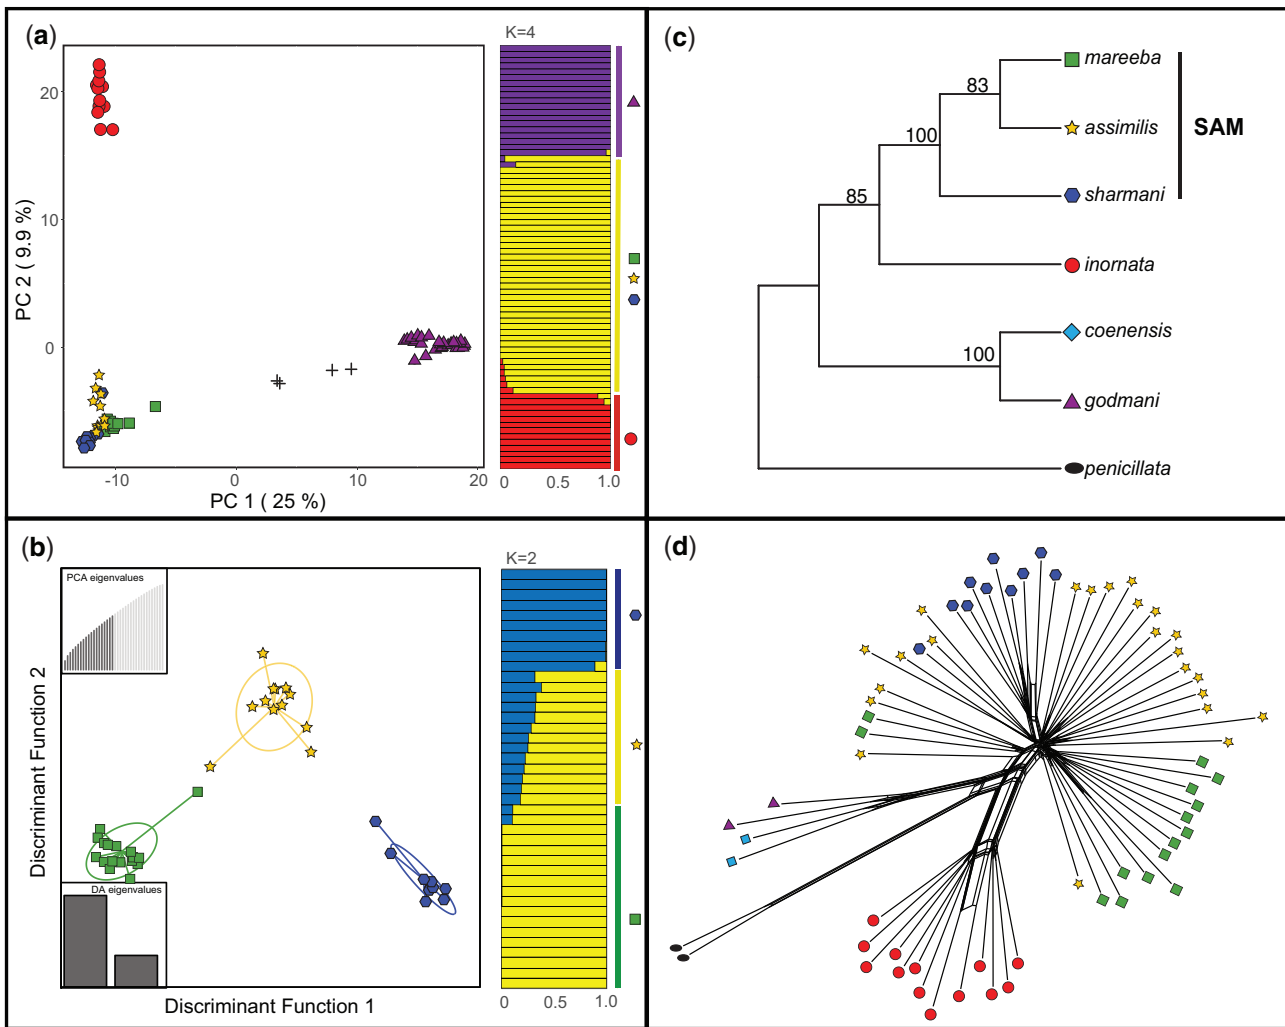 (a)
K=4
PC 2 ( 9.9 %)
20
10
0
-10
0
10
20
PC 1 ( 25 %)
0
0.5
1.0
(b)
K=2
PCA eigenvalues
DA eigenvalues
Discriminant Function 2
Discriminant Function 1
0
0.5
1.0
(c)
mareeba
83
assimilis
SAM
100
sharmani
85
inornata
coenensis
100
godmani
penicillata
(d)